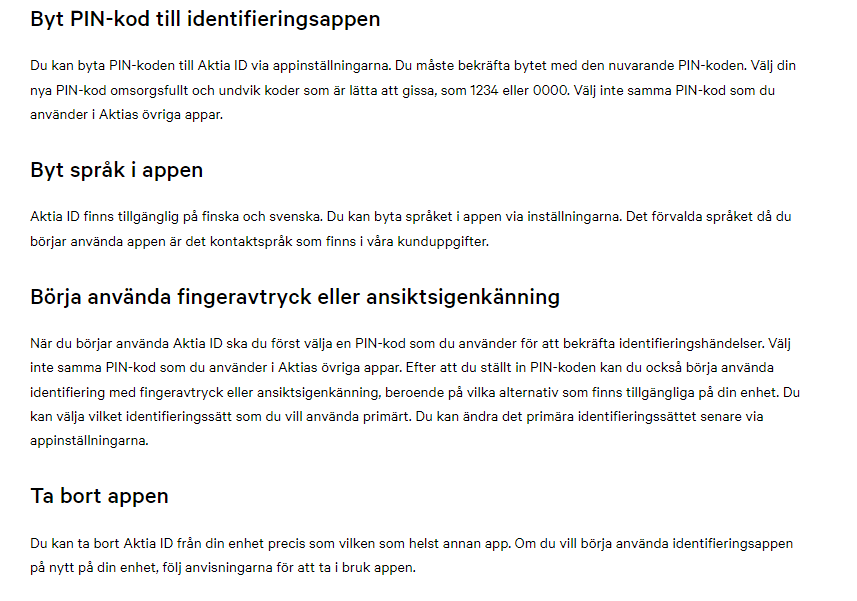 Byt PIN-kod till identifieringsappen
Du kan byta PIN-koden till Aktia ID via appinställningarna. Du måste bekräfta bytet med den nuvarande PIN-koden. Välj din
nya PIN-kod omsorgsfullt och undvik koder som är lätta att gissa, som 1234 eller 0000. Välj inte samma PIN-kod som du
använder i Aktias övriga appar.
Byt språk i appen
Aktia ID finns tillgänglig på finska och svenska. Du kan byta språket i appen via inställningarna. Det förvalda språket då du
börjar använda appen är det kontaktspråk som finns i våra kunduppgifter.
Börja använda fingeravtryck eller ansiktsigenkänning
När du börjar använda Aktia ID ska du först välja en PIN-kod som du använder för att bekräfta identifieringshändelser. Välj
inte samma PIN-kod som du använder i Aktias övriga appar. Efter att du ställt in PIN-koden kan du också börja använda
identifiering med fingeravtryck eller ansiktsigenkänning, beroende på vilka alternativ som finns tillgängliga på din enhet. Du
kan välja vilket identifieringssätt som du vill använda primärt. Du kan ändra det primära identifieringssättet senare via
appinställningarna.
Ta bort appen
Du kan ta bort Aktia ID från din enhet precis som vilken som helst annan app. Om du vill börja använda identifieringsappen
på nytt på din enhet, följ anvisningarna för att ta i bruk appen.